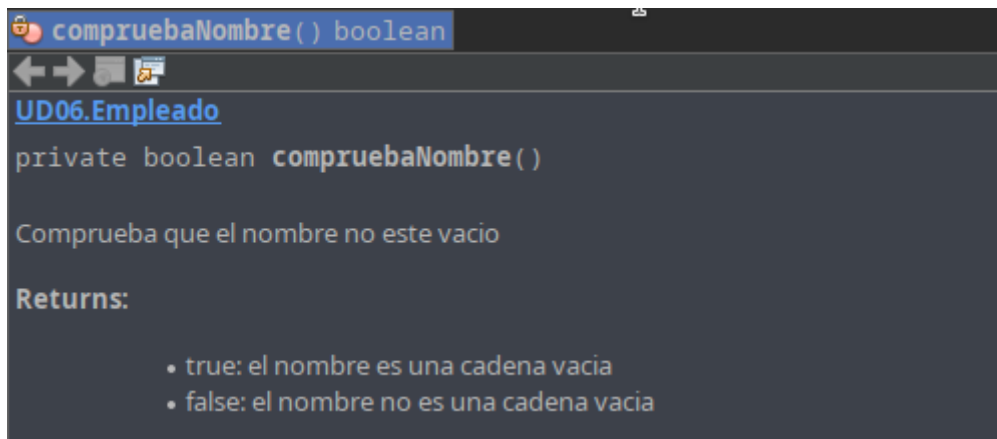 compruebaNombre() boolean
UD06.Empleado
private boolean compruebaNombre()
Comprueba que el nombre no este vacio
Returns:
• true: el nombre es una cadena vacia
• false: el nombre no es una cadena vacia